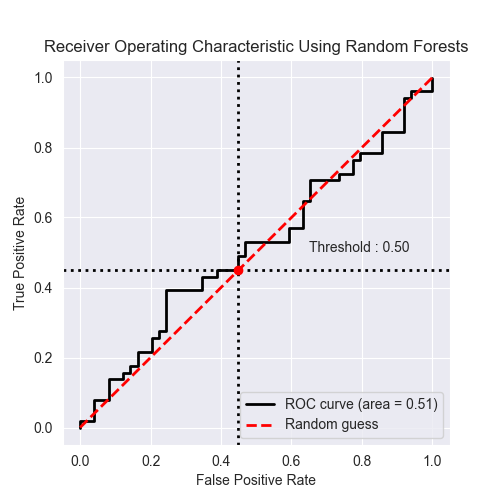 Receiver Operating Characteristic Using Random Forests
1.0
0.8
0.6
0.4
0.2
0.0
True Positive Rate
Threshold : 0.50
ROC curve (area = 0.51)
Random guess
0.0 0.2 0.4 0.6 0.8 1.0
False Positive Rate